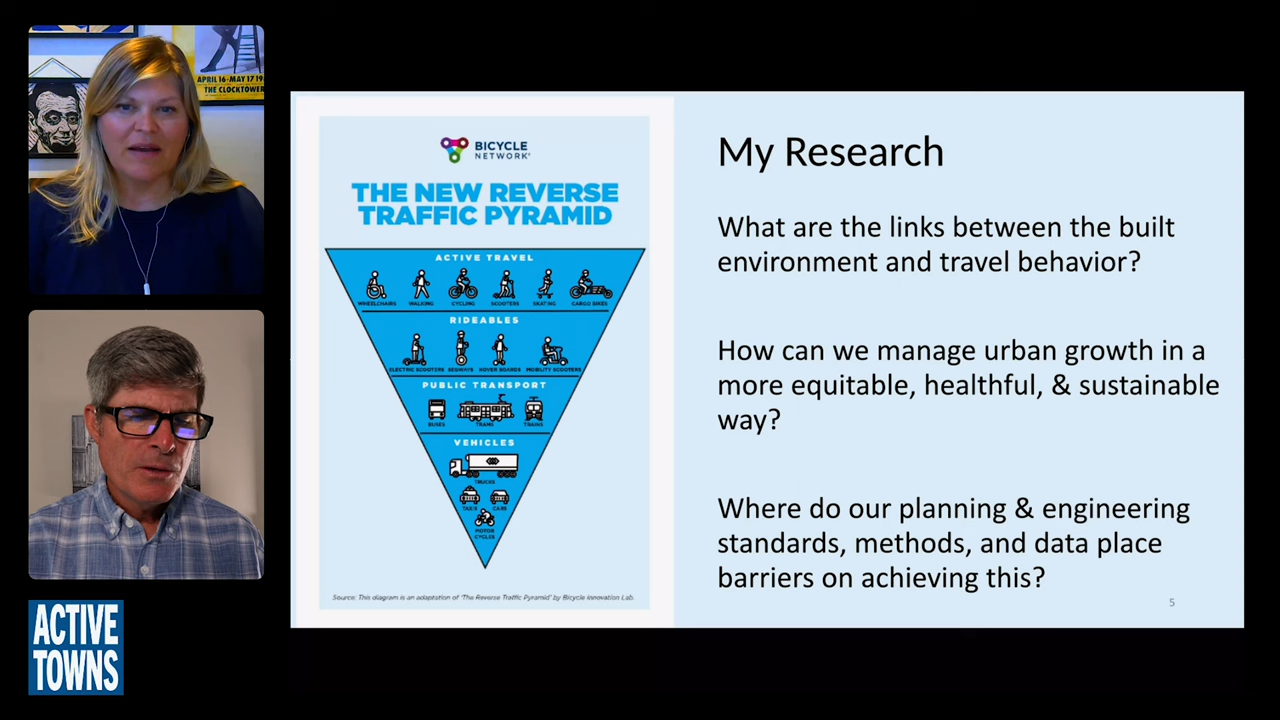 APRIL 16-MAY 17 19
THE CLOCKTOWER
ACTIVE
TOWNS
BICYCLE
NETWORK
THE NEW REVERSE
TRAFFIC PYRAMID
ACTIVE TRAVEL
WHEELCHAIRS WALKING CYCLING SCOOTERS SKATING CARGO BIKES
RIDEABLES
ELECTRIC SCOOTERS SEGWAYS HOVER BOARDS MOBILITY SCOOTERS
PUBLIC TRANSPORT
BUSES TRAMS TRAINS
VEHICLES
TRUCKS
TAXIS CARS
MOTOR
CYCLES
Source: This diagram is an adaptation of 'The Reverse Traffic Pyramid' by Bicycle Innovation Lab.
My Research
What are the links between the built
environment and travel behavior?
How can we manage urban growth in a
more equitable, healthful, & sustainable
way?
Where do our planning & engineering
standards, methods, and data place
barriers on achieving this?
5